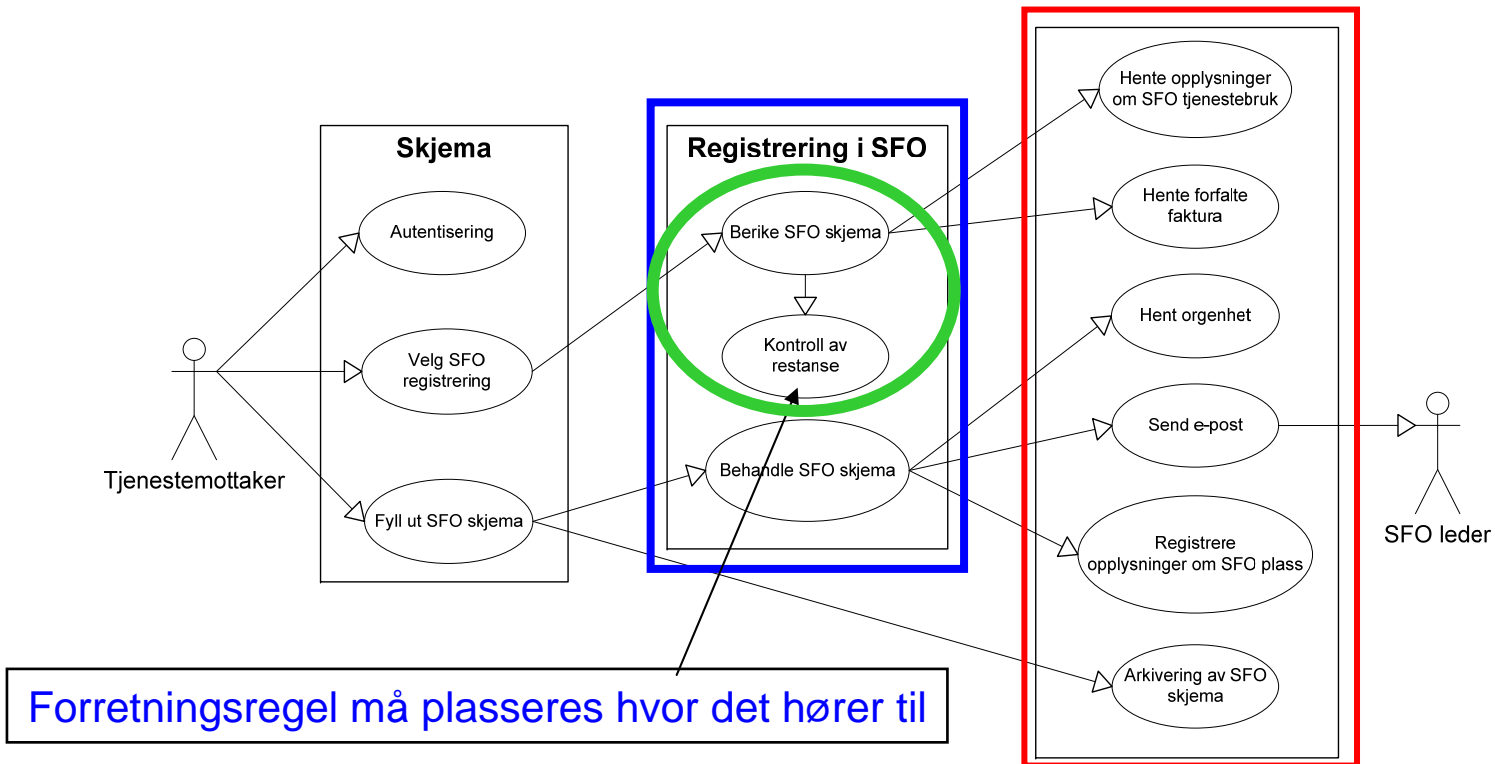 Skjema
Autentisering
Velg SFO
registrering
Fyll ut SFO skjema
Tjenestemottaker
Registrering i SFO
Berike SFO skjema
Kontroll av
restanse
Behandle SFO skjema
Hente opplysninger
om SFO tjenestebruk
Hente forfalte
faktura
Hent orgenhet
Send e-post
Registrere
opplysninger om SFO plass
Arkivering av SFO
skjema
SFO leder
Forretningsregel må plasseres hvor det hører til